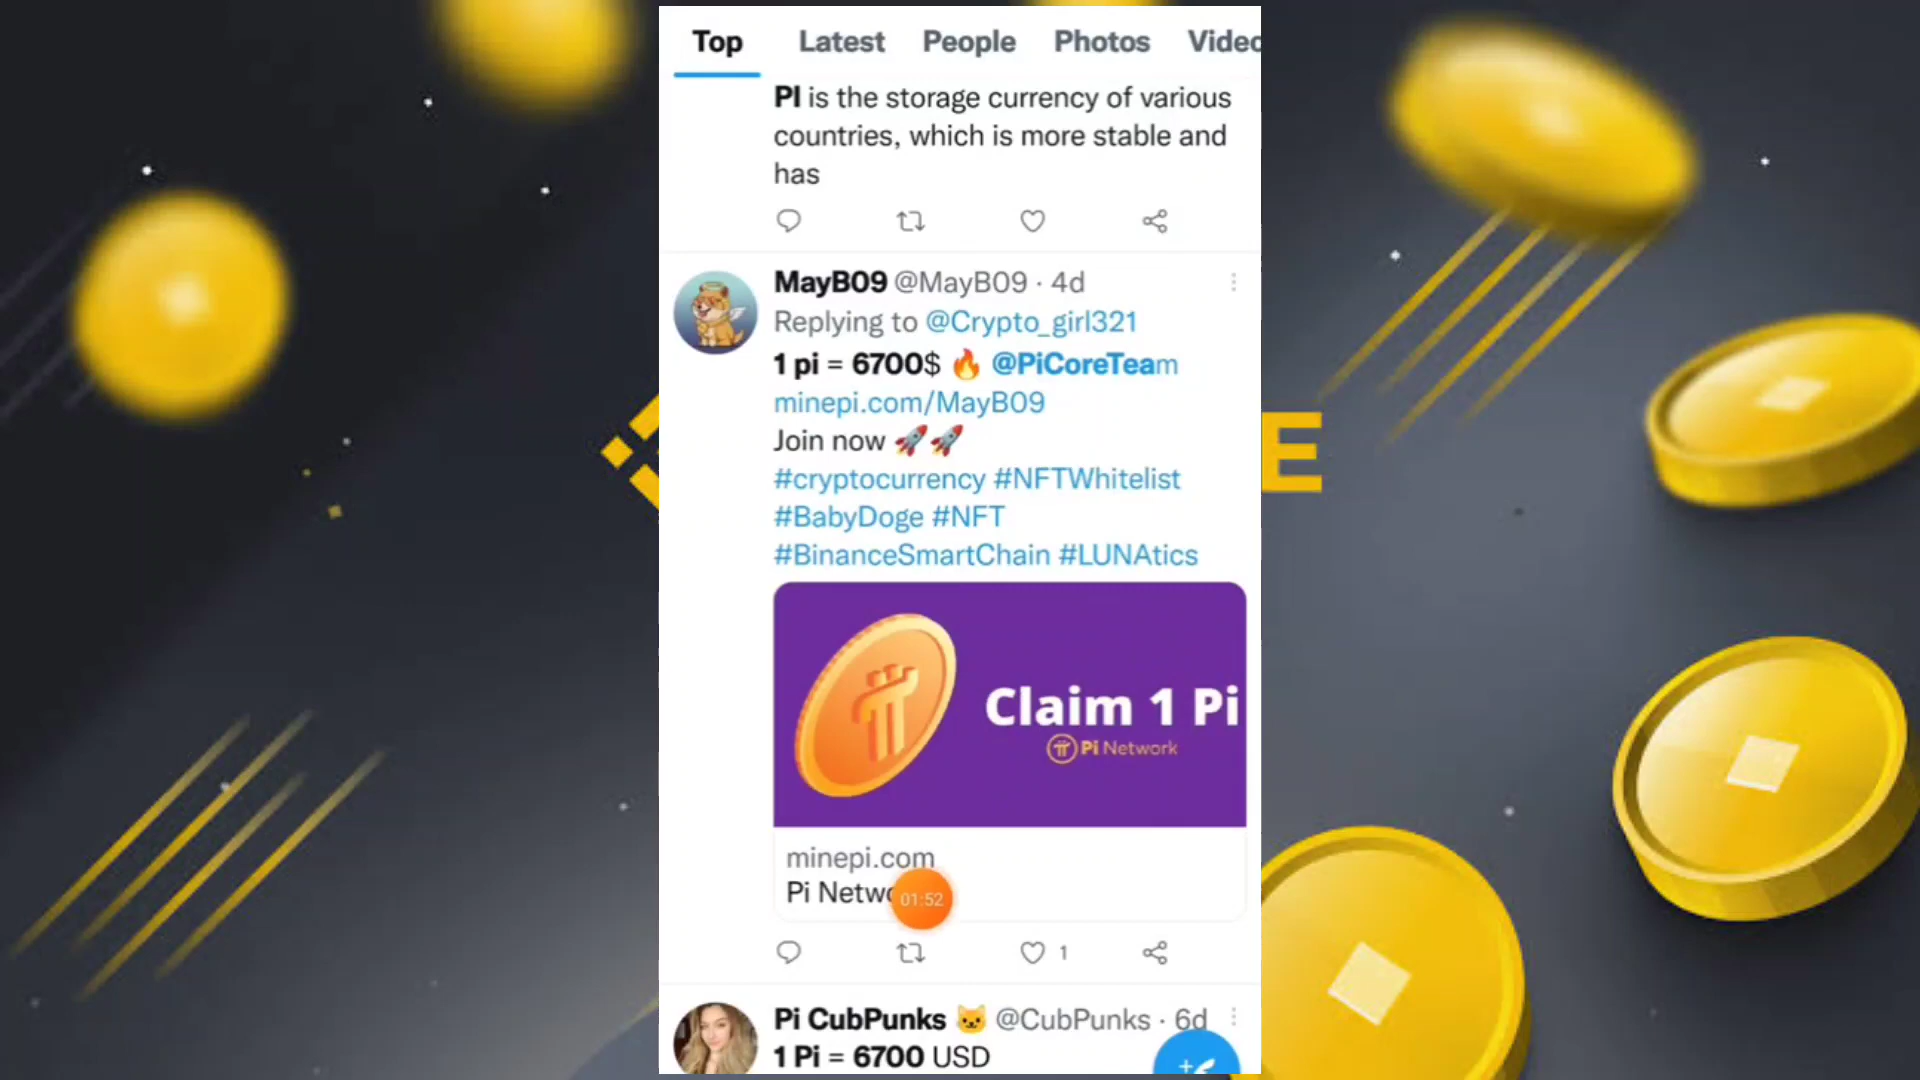 Top Latest People Photos Video
PI is the storage currency of various
countries, which is more stable and
has
MayB09 @MayB09 · 4d
Replying to @Crypto_girl321
1 pi = 6700$ 🔥 @PiCoreTeam
minepi.com/MayB09
Join now 🚀🚀
#cryptocurrency #NFTWhitelist
#BabyDoge #NFT
#BinanceSmartChain #LUNAtics
Claim 1 Pi
Pi Network
minepi.com
Pi Netwo
01:52
1
Pi CubPunks 🐱 @CubPunks · 6d
1 Pi = 6700 USD
E